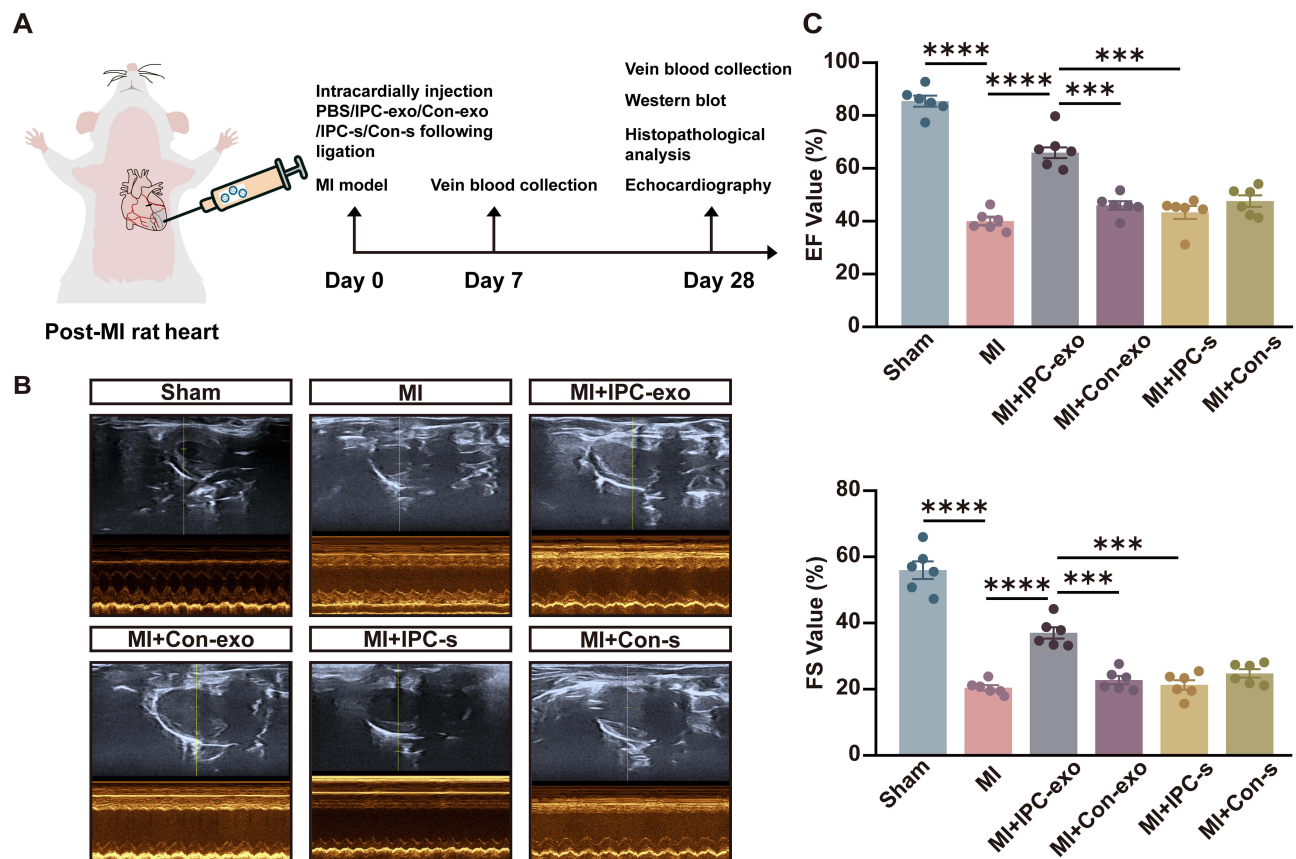 A
Intracardially injection
PBS/IPC-exo/Con-exo
/IPC-s/Con-s following
ligation
MI model
Vein blood collection
Vein blood collection
Western blot
Histopathological
analysis
Echocardiography
Day 0
Day 7
Day 28
Post-MI rat heart
B
Sham
MI
MI+IPC-exo
MI+Con-exo
MI+IPC-s
MI+Con-s
C
EF Value (%)
100
80
60
40
20
0
****
****
***
***
Sham
MI
MI+IPC-exo
MI+Con-exo
MI+IPC-s
MI+Con-s
FS Value (%)
80
60
40
20
0
****
****
***
***
Sham
MI
MI+IPC-exo
MI+Con-exo
MI+IPC-s
MI+Con-s